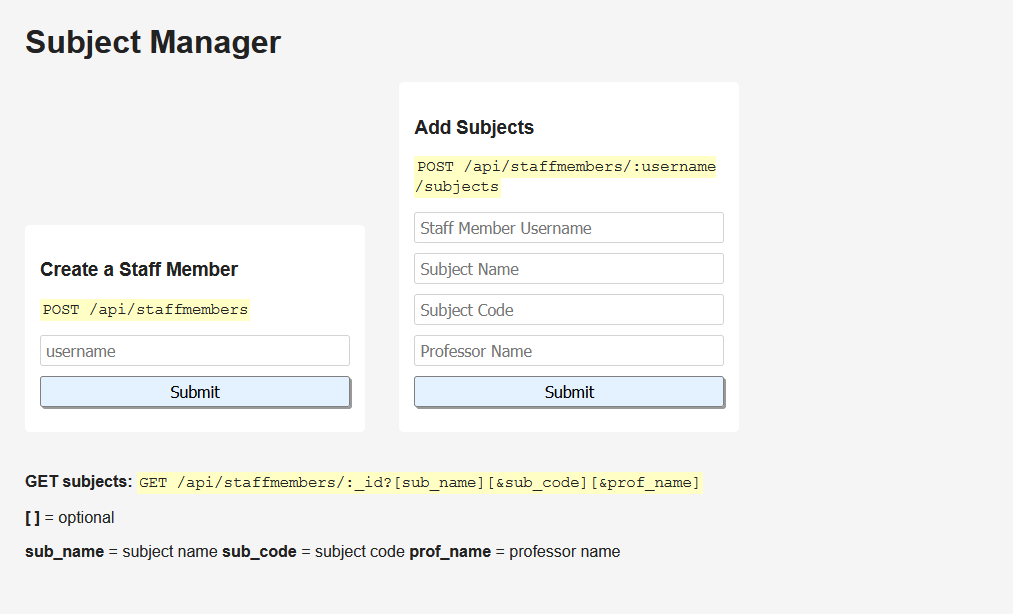 Subject Manager
Create a Staff Member
POST /api/staffmembers
username
Submit
Add Subjects
POST /api/staffmembers/:username
/subjects
Staff Member Username
Subject Name
Subject Code
Professor Name
Submit
GET subjects: GET /api/staffmembers/:_id?[sub_name][&sub_code][&prof_name]
[ ] = optional
sub_name = subject name sub_code = subject code prof_name = professor name